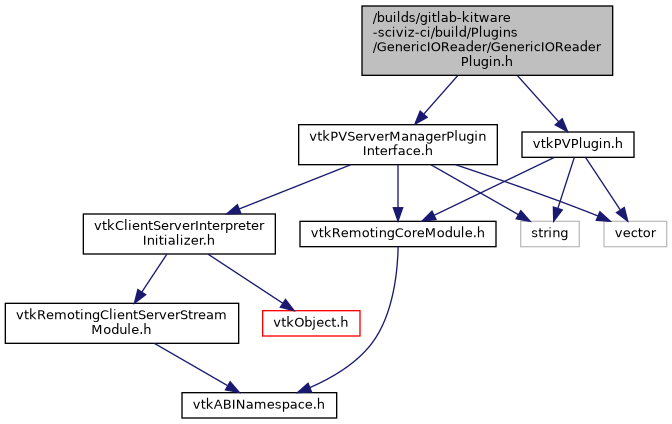 /builds/gitlab-kitware
-sciviz-ci/build/Plugins
/GenericIOReader/GenericIOReader
Plugin.h
vtkPVServerManagerPlugin
Interface.h
vtkPVPlugin.h
vtkClientServerInterpreter
Initializer.h
vtkRemotingCoreModule.h
string
vector
vtkRemotingClientServerStream
Module.h
vtkObject.h
vtkABINamespace.h